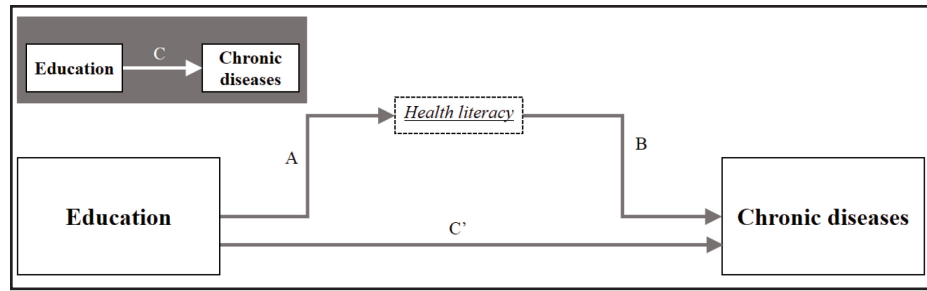 C
Education
Chronic
diseases
Health literacy
A
B
Education
C’
Chronic diseases